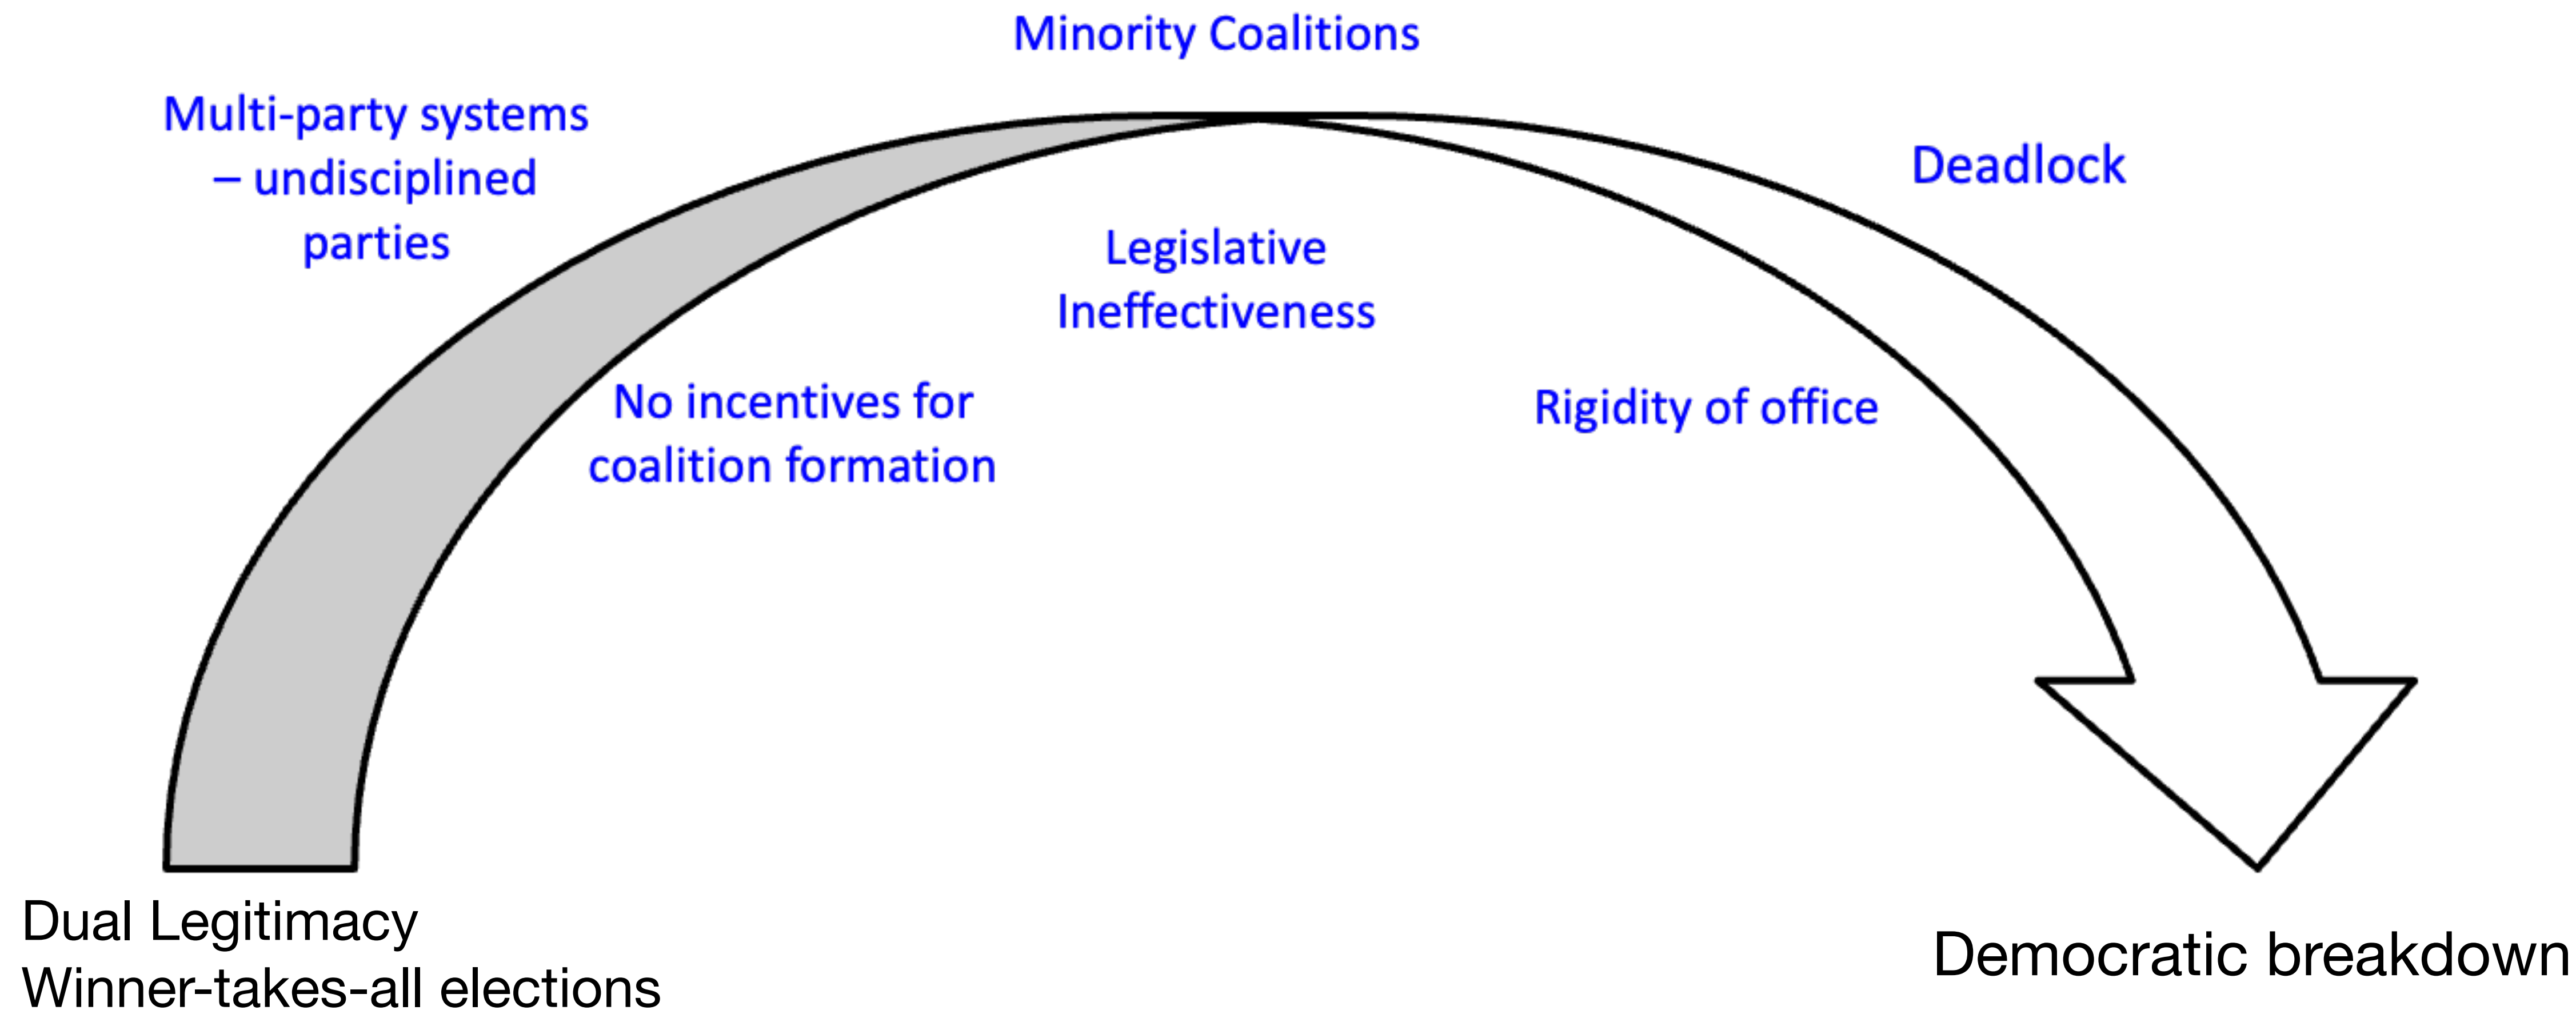 Minority Coalitions
Multi-party systems
– undisciplined
parties
Deadlock
Legislative
Ineffectiveness
No incentives for
coalition formation
Rigidity of office
Dual Legitimacy
Winner-takes-all elections
Democratic breakdown